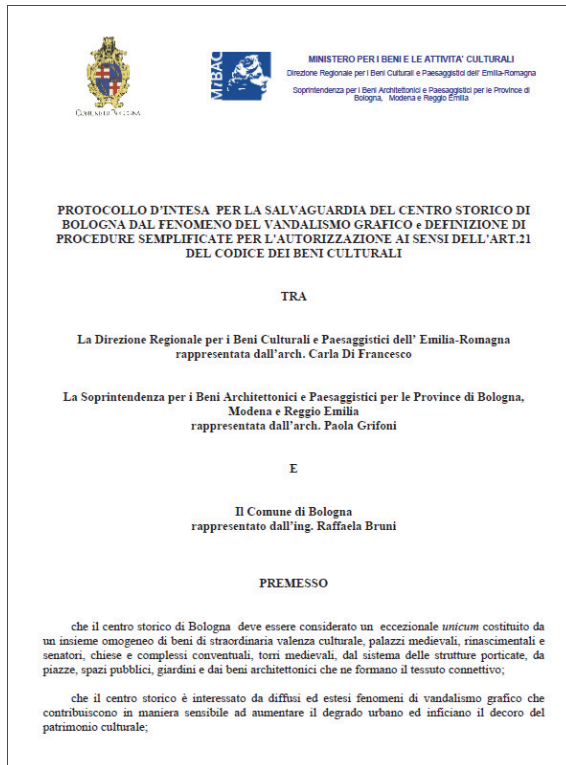 COMUNE DI BOLOGNA
MiBAC
MINISTERO PER I BENI E LE ATTIVITA' CULTURALI
Direzione Regionale per i Beni Culturali e Paesaggistici dell' Emilia-Romagna
Soprintendenza per i Beni Architettonici e Paesaggistici per le Province di
Bologna, Modena e Reggio Emilia
PROTOCOLLO D'INTESA PER LA SALVAGUARDIA DEL CENTRO STORICO DI
BOLOGNA DAL FENOMENO DEL VANDALISMO GRAFICO e DEFINIZIONE DI
PROCEDURE SEMPLIFICATE PER L'AUTORIZZAZIONE AI SENSI DELL'ART.21
DEL CODICE DEI BENI CULTURALI
TRA
La Direzione Regionale per i Beni Culturali e Paesaggistici dell' Emilia-Romagna
rappresentata dall'arch. Carla Di Francesco
La Soprintendenza per i Beni Architettonici e Paesaggistici per le Province di Bologna,
Modena e Reggio Emilia
rappresentata dall'arch. Paola Grifoni
E
Il Comune di Bologna
rappresentato dall'ing. Raffaela Bruni
PREMESSO
che il centro storico di Bologna deve essere considerato un eccezionale unicum costituito da
un insieme omogeneo di beni di straordinaria valenza culturale, palazzi medievali, rinascimentali e
senatori, chiese e complessi conventuali, torri medievali, dal sistema delle strutture porticate, da
piazze, spazi pubblici, giardini e dai beni architettonici che ne formano il tessuto connettivo;
che il centro storico è interessato da diffusi ed estesi fenomeni di vandalismo grafico che
contribuiscono in maniera sensibile ad aumentare il degrado urbano ed inficiano il decoro del
patrimonio culturale;